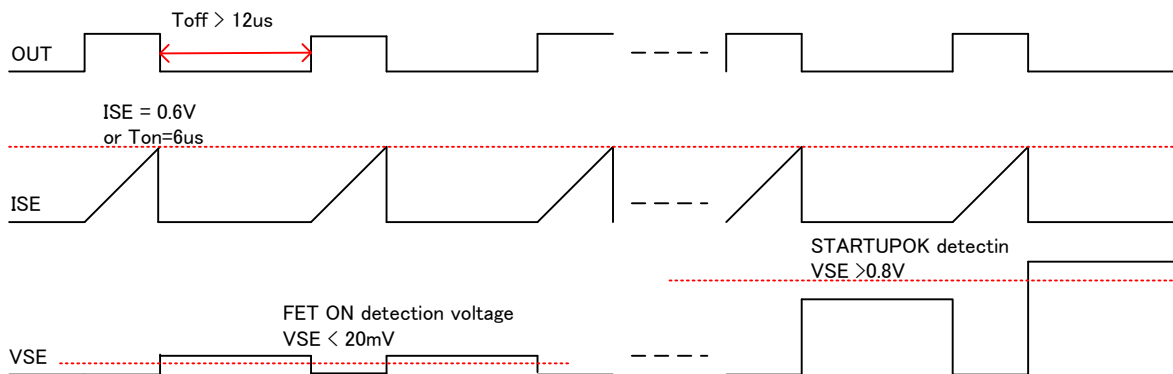 Toff > 12us
OUT
ISE = 0.6V
or Ton=6us
ISE
STARTUPOK detectin
VSE >0.8V
FET ON detection voltage
VSE < 20mV
VSE